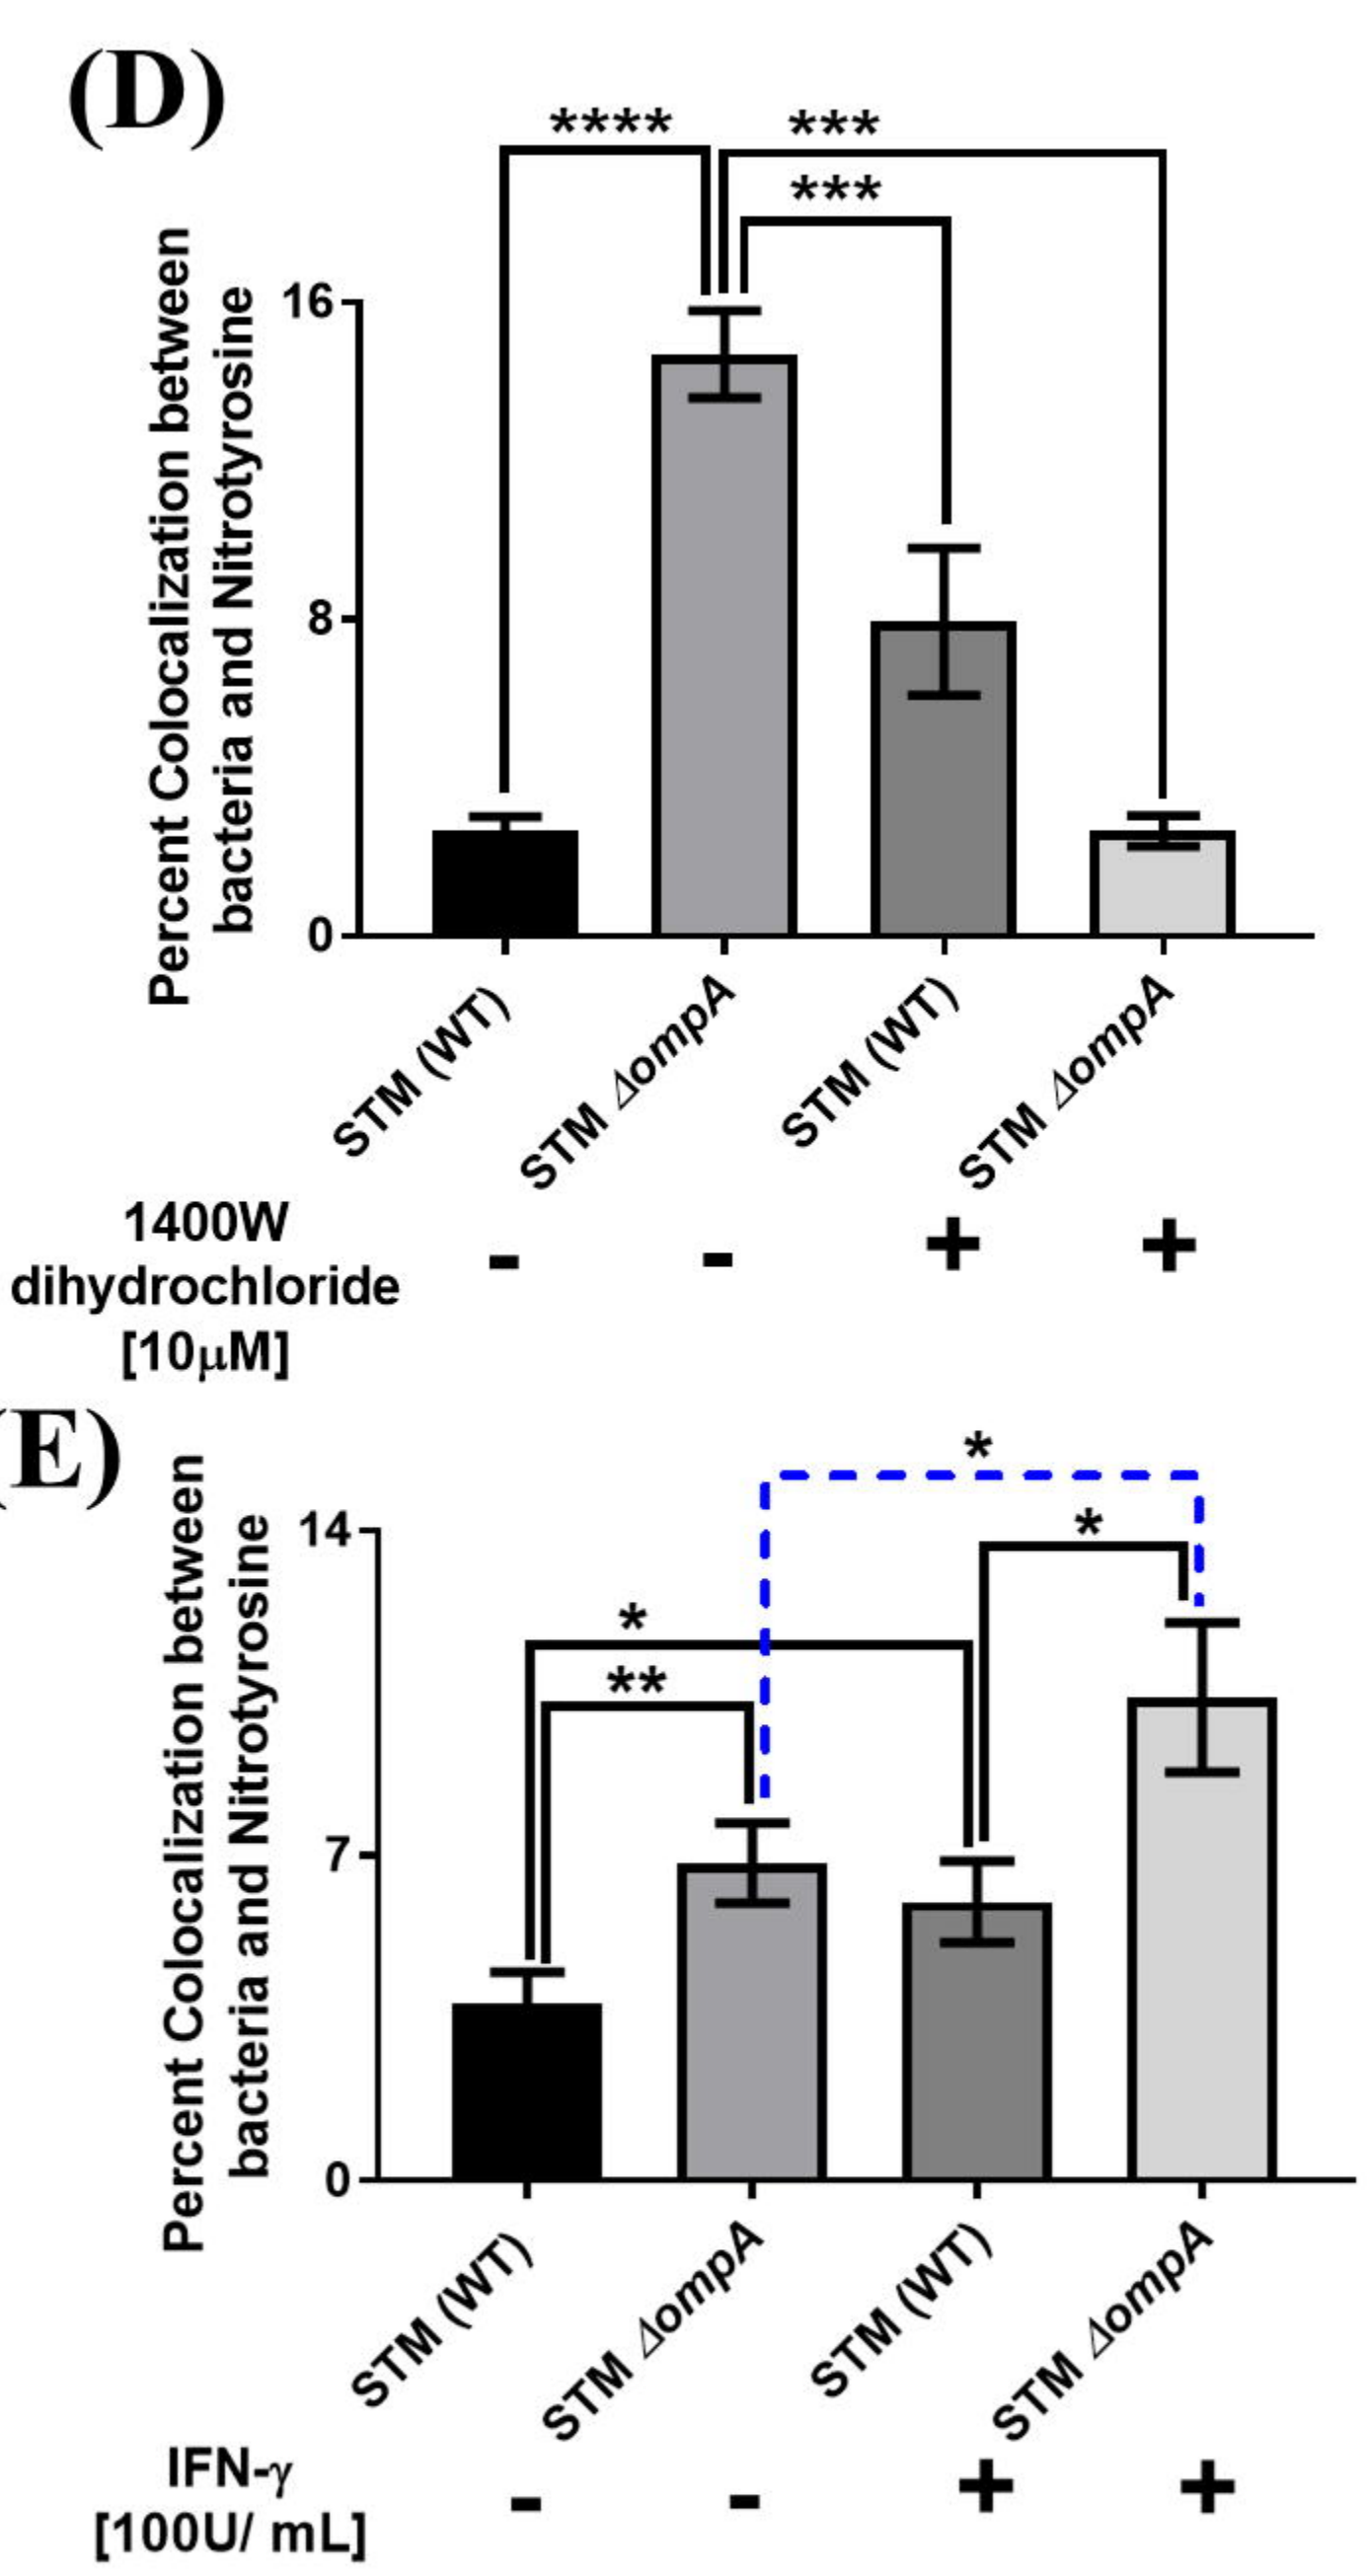 (D)
**** ***
***
Percent Colocalization between
bacteria and Nitrotyrosine
16
8
0
STM (WT)
STM ΔompA
STM (WT)
STM ΔompA
1400W
dihydrochloride
[10μM]
- - + +
(E)
*
*
*
**
Percent Colocalization between
bacteria and Nitrotyrosine
14
7
0
STM (WT)
STM ΔompA
STM (WT)
STM ΔompA
IFN-γ
[100U/ mL]
- - + +